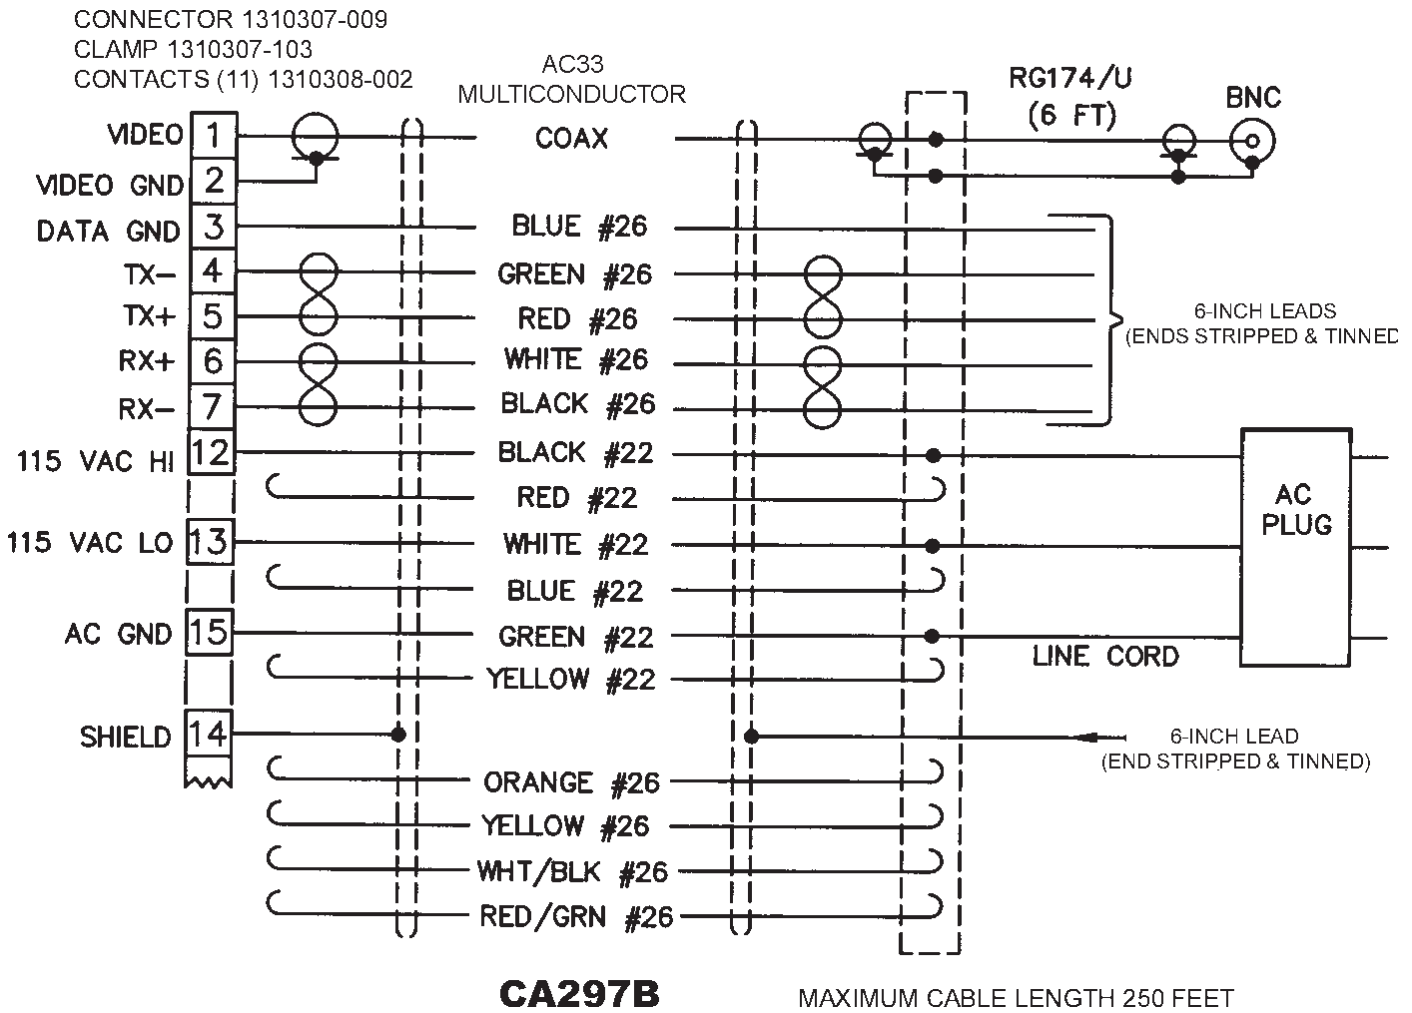 CONNECTOR 1310307-009
CLAMP 1310307-103
CONTACTS (11) 1310308-002
AC33
MULTICONDUCTOR
RG174/U
(6 FT)
BNC
VIDEO 1 COAX
VIDEO GND 2
DATA GND 3 BLUE #26
TX- 4 GREEN #26
TX+ 5 RED #26
RX+ 6 WHITE #26
RX- 7 BLACK #26
6-INCH LEADS
(ENDS STRIPPED & TINNED
115 VAC HI 12 BLACK #22
RED #22
115 VAC LO 13 WHITE #22
BLUE #22
AC GND 15 GREEN #22
YELLOW #22
AC
PLUG
LINE CORD
SHIELD 14
6-INCH LEAD
(END STRIPPED & TINNED)
ORANGE #26
YELLOW #26
WHT/BLK #26
RED/GRN #26
CA297B
MAXIMUM CABLE LENGTH 250 FEET